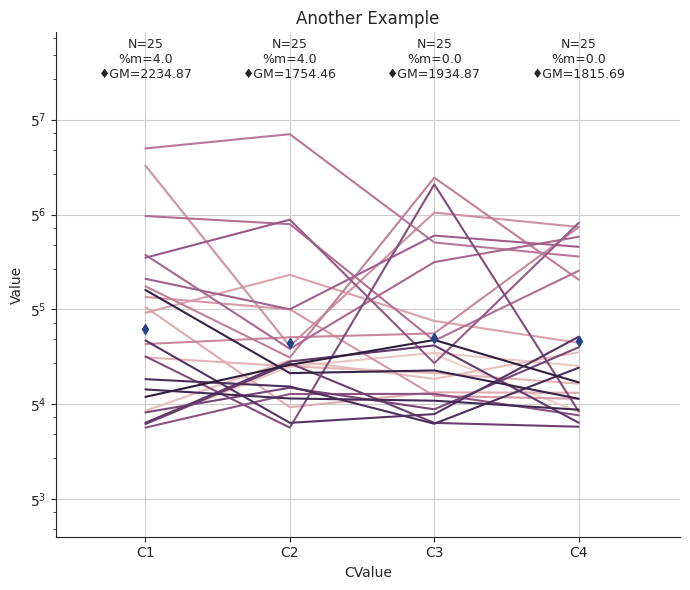 Another Example
N=25 N=25 N=25 N=25
%m=4.0 %m=4.0 %m=0.0 %m=0.0
♦GM=2234.87 ♦GM=1754.46 ♦GM=1934.87 ♦GM=1815.69
5⁷
5⁶
5⁵
5⁴
5³
Value
C1 C2 C3 C4
CValue